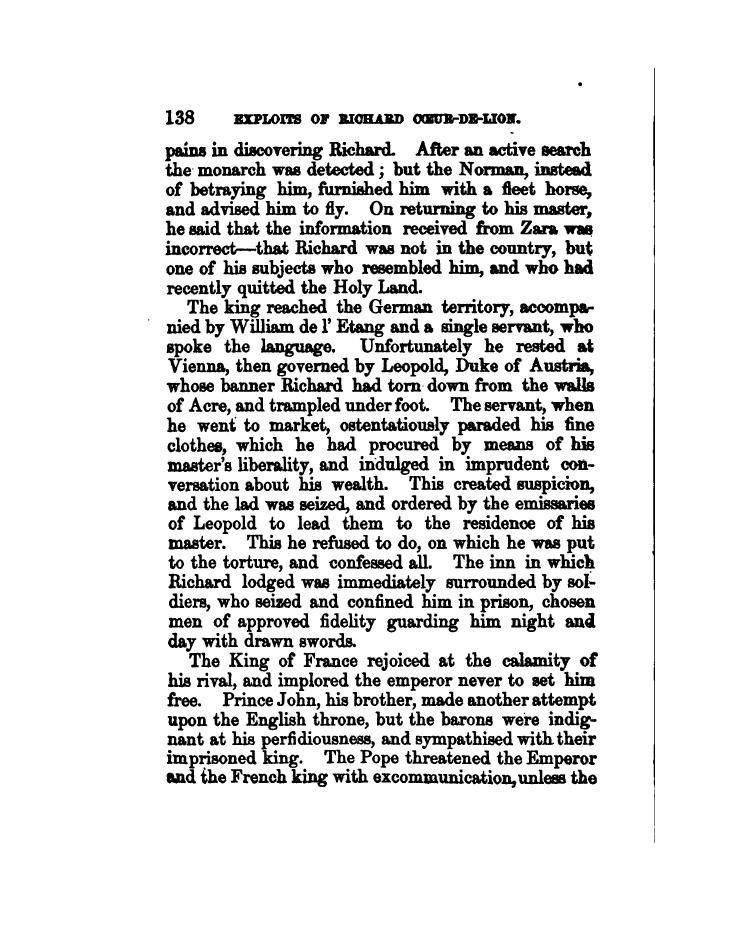 138 EXPLOITS OF RICHARD CŒUR-DE-LION.
pains in discovering Richard. After an active search
the monarch was detected ; but the Norman, instead
of betraying him, furnished him with a fleet horse,
and advised him to fly. On returning to his master,
he said that the information received from Zara was
incorrect—that Richard was not in the country, but
one of his subjects who resembled him, and who had
recently quitted the Holy Land.
The king reached the German territory, accompa-
nied by William de l' Etang and a single servant, who
spoke the language. Unfortunately he rested at
Vienna, then governed by Leopold, Duke of Austria,
whose banner Richard had torn down from the walls
of Acre, and trampled under foot. The servant, when
he went to market, ostentatiously paraded his fine
clothes, which he had procured by means of his
master's liberality, and indulged in imprudent con-
versation about his wealth. This created suspicion,
and the lad was seized, and ordered by the emissaries
of Leopold to lead them to the residence of his
master. This he refused to do, on which he was put
to the torture, and confessed all. The inn in which
Richard lodged was immediately surrounded by sol-
diers, who seized and confined him in prison, chosen
men of approved fidelity guarding him night and
day with drawn swords.
The King of France rejoiced at the calamity of
his rival, and implored the emperor never to set him
free. Prince John, his brother, made another attempt
upon the English throne, but the barons were indig-
nant at his perfidiousness, and sympathised with their
imprisoned king. The Pope threatened the Emperor
and the French king with excommunication, unless the